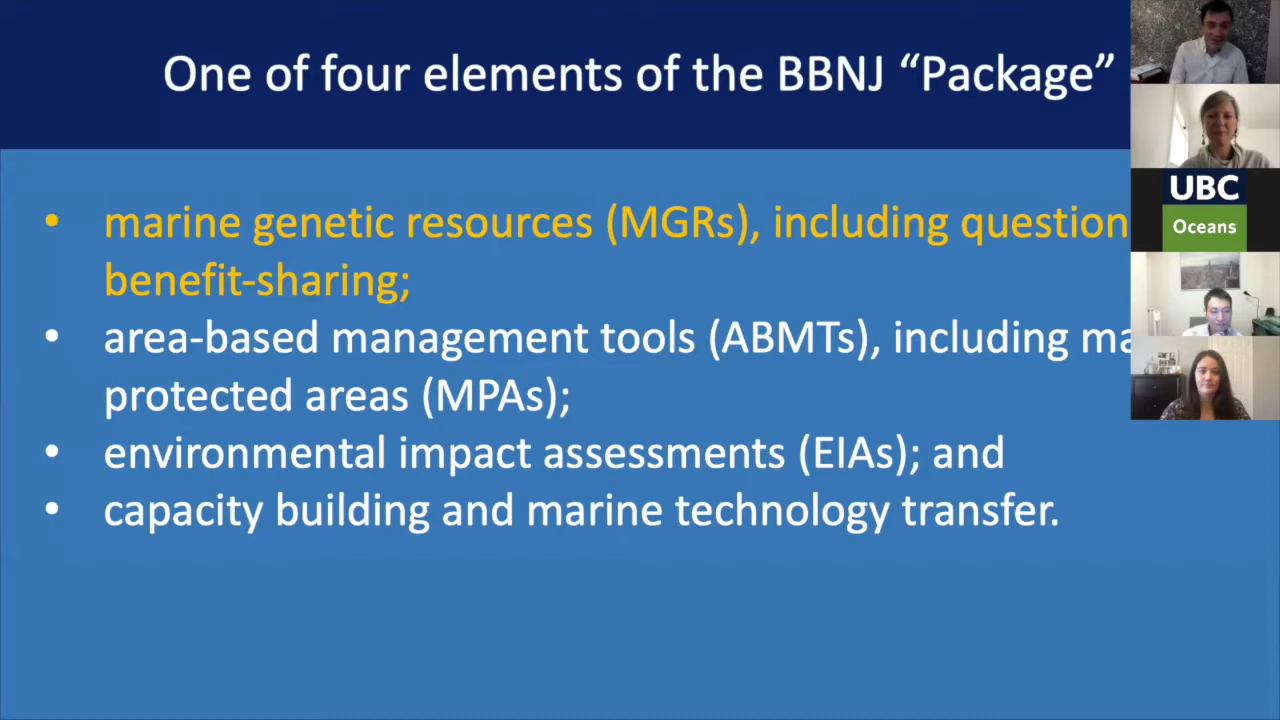 One of four elements of the BBNJ “Package”
• marine genetic resources (MGRs), including question
benefit-sharing;
• area-based management tools (ABMTs), including ma
protected areas (MPAs);
• environmental impact assessments (EIAs); and
• capacity building and marine technology transfer.
UBC
Oceans